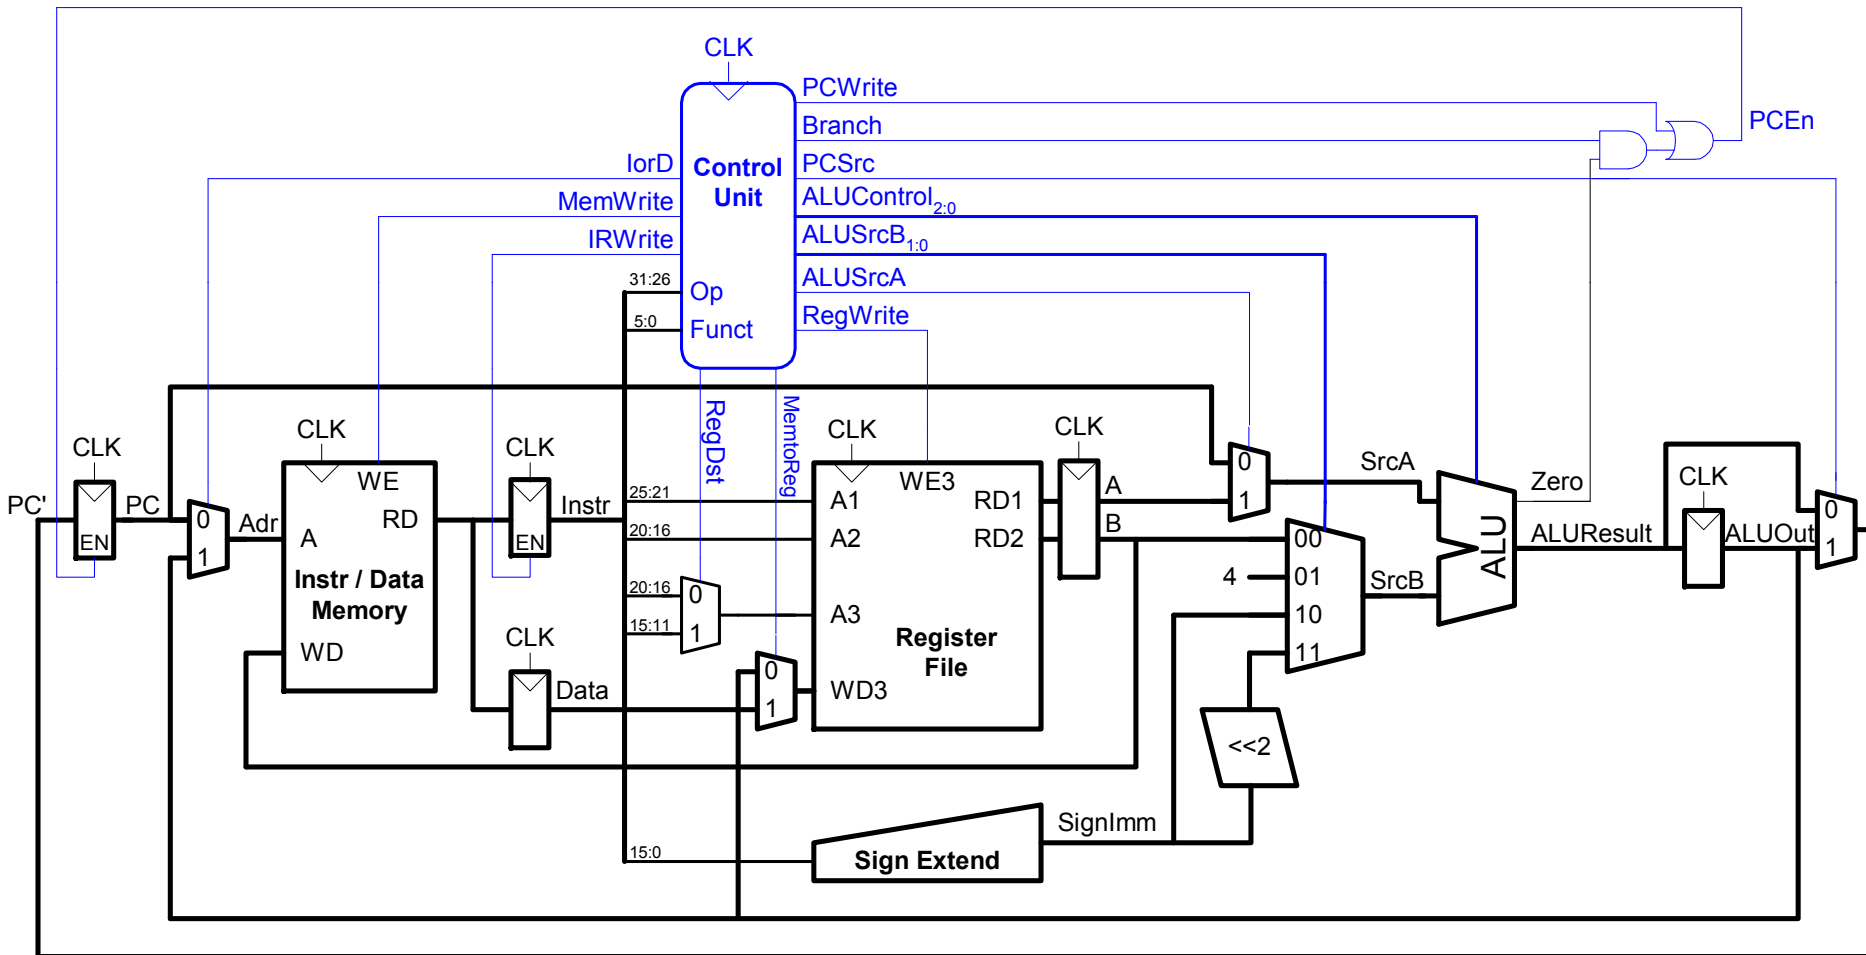 CLK
PCWrite
Branch
PCEn
IorD
Control
Unit
PCSrc
MemWrite
ALUControl2:0
IRWrite
ALUSrcB1:0
31:26
Op
ALUSrcA
5:0
Funct
RegWrite
RegDst
MemtoReg
CLK
CLK
CLK
CLK
CLK
CLK
PC'
EN
PC
0
1
Adr
WE
A
RD
Instr / Data
Memory
WD
EN
Instr
CLK
Data
25:21
20:16
20:16
15:11
15:0
0
1
0
1
A1
A2
A3
WD3
WE3
RD1
RD2
Register
File
A
B
0
1
SrcA
00
01
10
11
4
SrcB
<<2
SignImm
Sign Extend
ALU
Zero
ALUResult
ALUOut
0
1